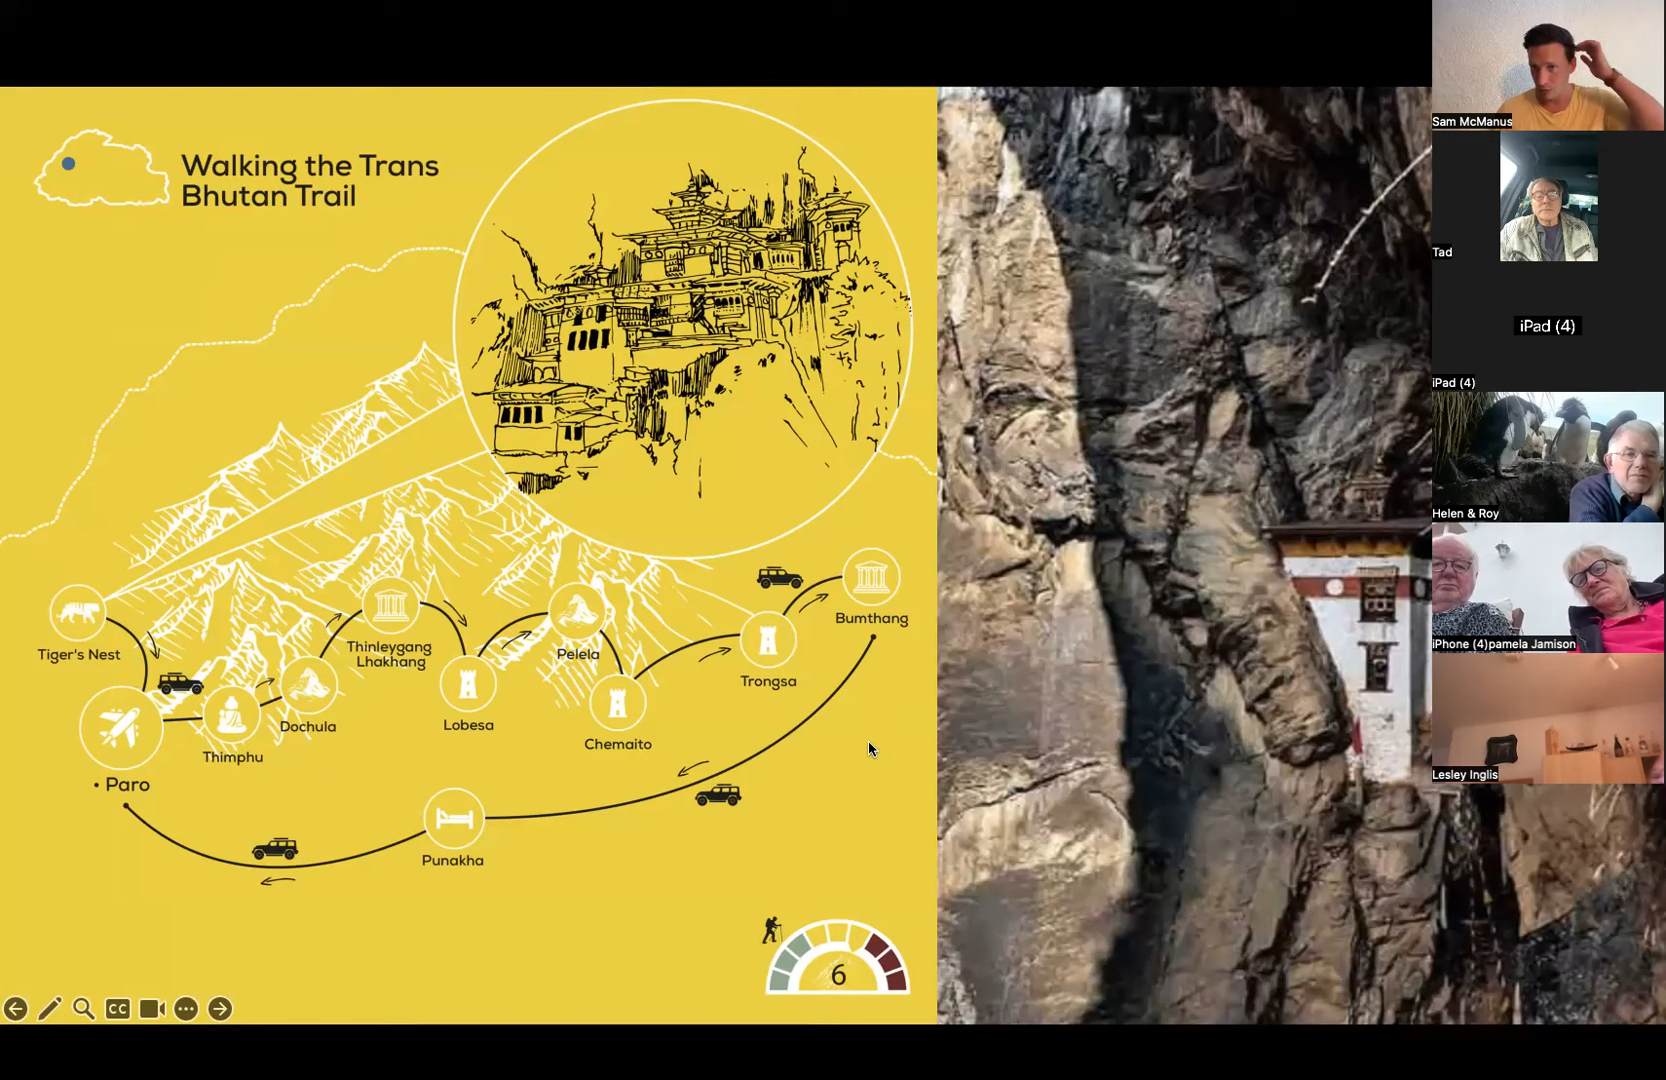 Walking the Trans
Bhutan Trail
Tiger's Nest
Paro
Thimphu
Dochula
Thinleygang
Lhakhang
Lobesa
Pelela
Chemaito
Trongsa
Bumthang
Punakha
6
CC
Sam McManus
Tad
iPad (4)
iPad (4)
Helen & Roy
iPhone (4)pamela Jamison
Lesley Inglis